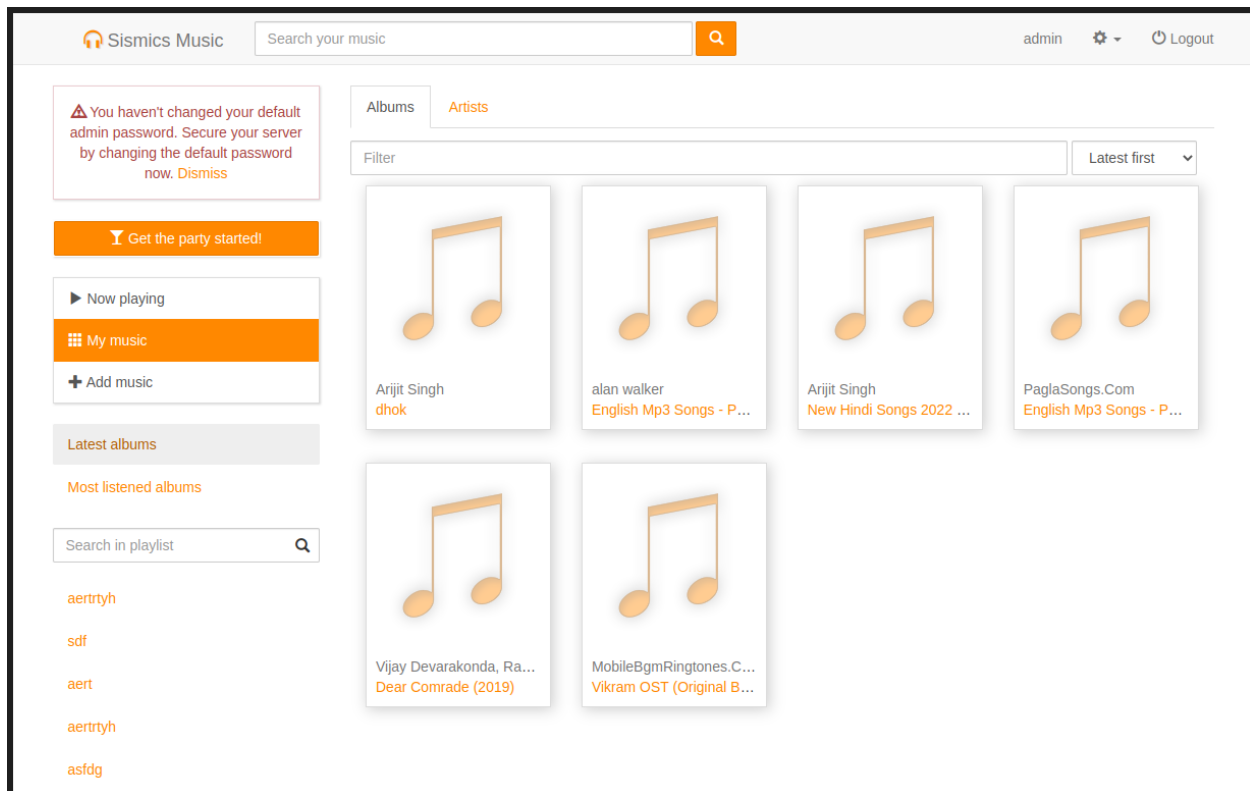 Sismics Music
Search your music
admin
Logout
You haven't changed your default
admin password. Secure your server
by changing the default password
now. Dismiss
Get the party started!
Now playing
My music
Add music
Latest albums
Most listened albums
Search in playlist
aertrtyh
sdf
aert
aertrtyh
asfdg
Albums
Artists
Filter
Latest first
Arijit Singh
dhok
alan walker
English Mp3 Songs - P...
Arijit Singh
New Hindi Songs 2022 ...
PaglaSongs.Com
English Mp3 Songs - P...
Vijay Devarakonda, Ra...
Dear Comrade (2019)
MobileBgmRingtones.C...
Vikram OST (Original B...